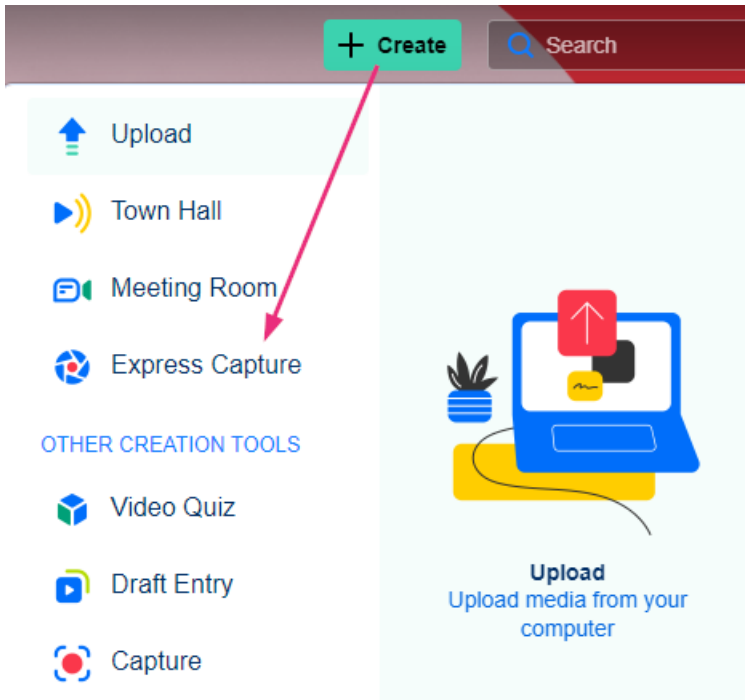 + Create
Search
Upload
Town Hall
Meeting Room
Express Capture
OTHER CREATION TOOLS
Video Quiz
Draft Entry
Capture
Upload
Upload media from your
computer